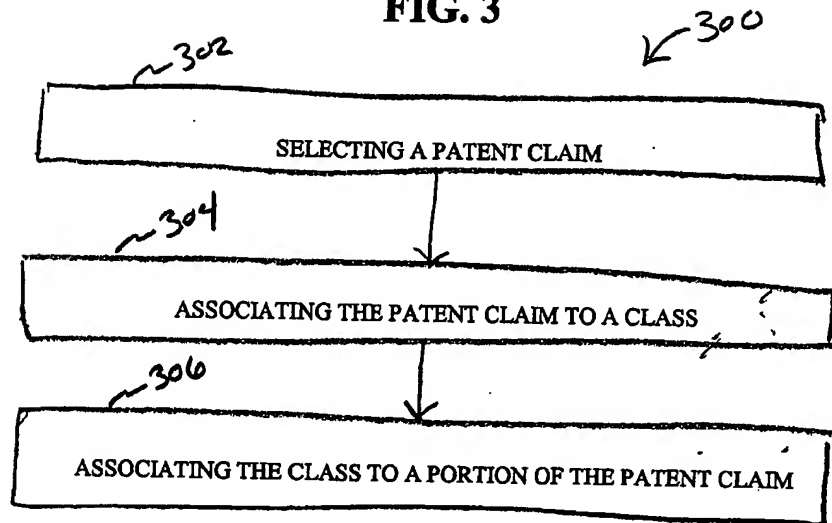 FIG. 3
300
302
SELECTING A PATENT CLAIM
304
ASSOCIATING THE PATENT CLAIM TO A CLASS
306
ASSOCIATING THE CLASS TO A PORTION OF THE PATENT CLAIM